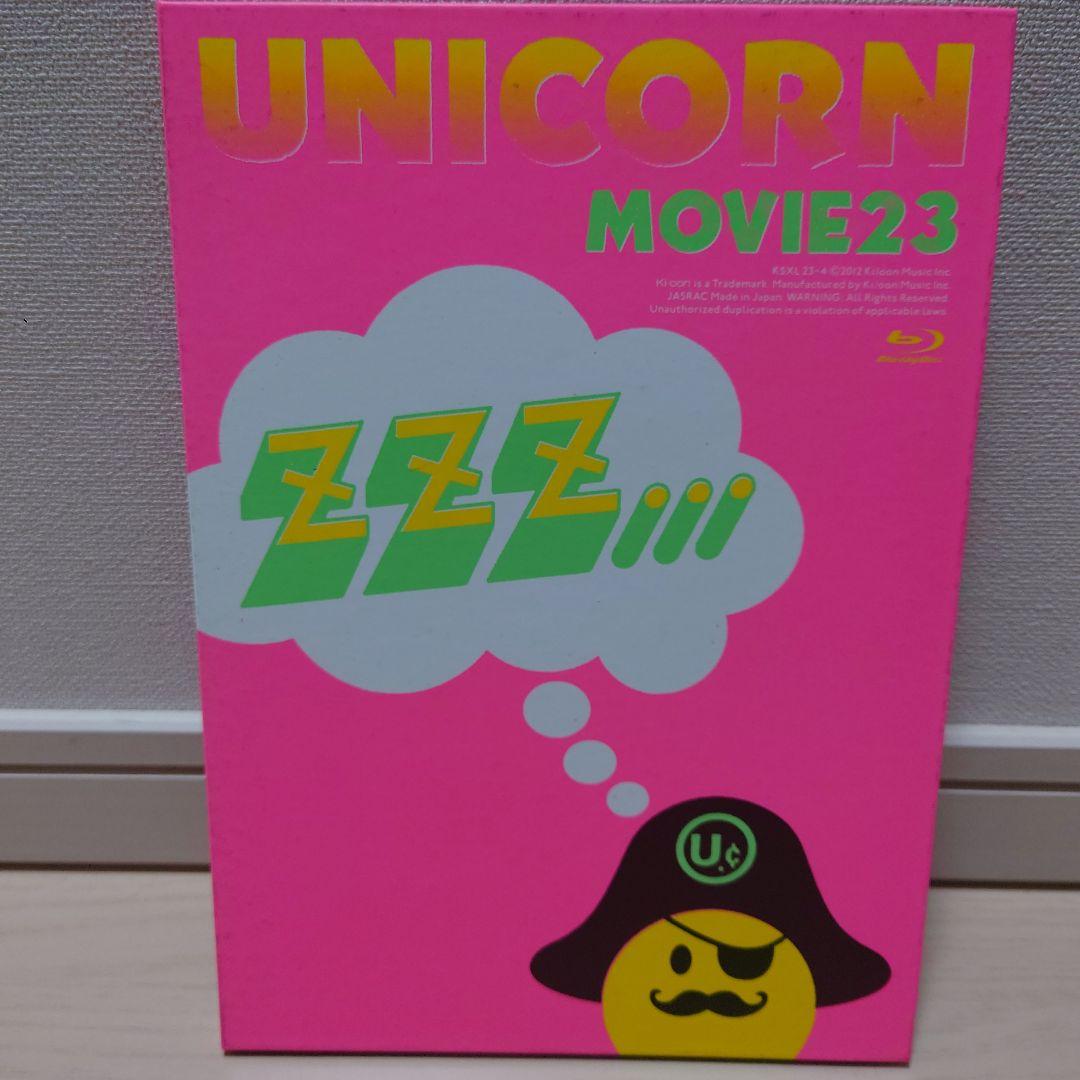 UNICORN
MOVIE23
KSXL 23-4 ©2012 Ki/oon Music Inc.
Ki/oon is a Trademark. Manufactured by Ki/oon Music Inc.
JASRAC Made in Japan WARNING: All Rights Reserved.
Unauthorized duplication is a violation of applicable laws.
Blu-ray Disc
ZZZ...
U.¢